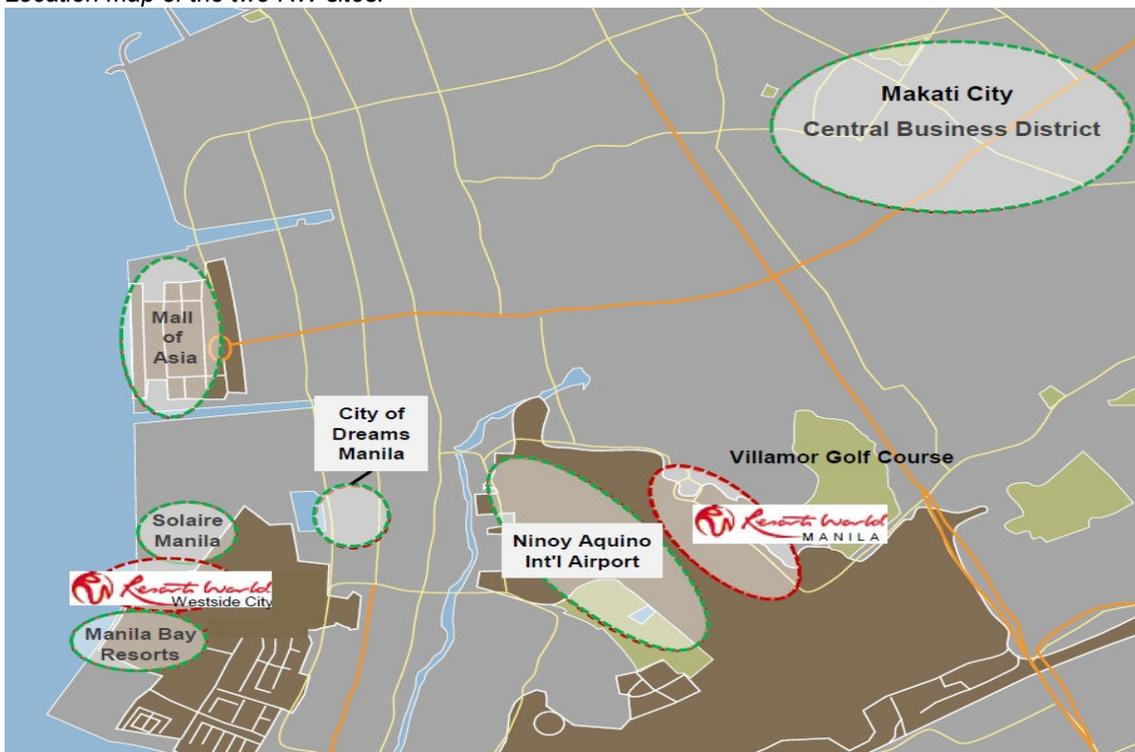 Location map of the two RW sites.
Makati City
Central Business District
Mall
of
Asia
City of
Dreams
Manila
Villamor Golf Course
Solaire
Manila
Ninoy Aquino
Int'l Airport
RW Resorts World
MANILA
RW Resorts World
Westside City
Manila Bay
Resorts